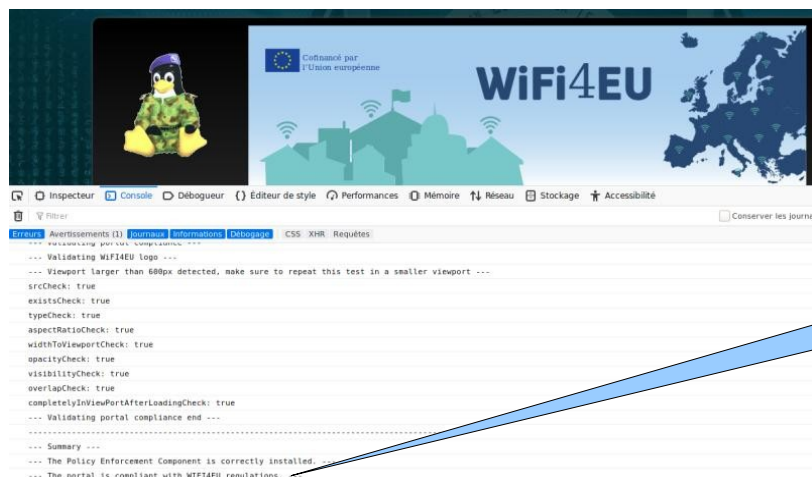 Cofinancé par
l'Union européenne
WiFi4EU
Inspecteur Console Débogueur {} Éditeur de style Performances Mémoire Réseau Stockage Accessibilité
Filtrer Conserver les journa
Erreurs Avertissements (1) Journaux Informations Débogage CSS XHR Requêtes
--- Validating portal compliance ---
--- Validating WiFI4EU logo ---
--- Viewport larger than 600px detected, make sure to repeat this test in a smaller viewport ---
srcCheck: true
existsCheck: true
typeCheck: true
aspectRatioCheck: true
widthToViewportCheck: true
opacityCheck: true
visibilityCheck: true
overlapCheck: true
completelyInViewPortAfterLoadingCheck: true
--- Validating portal compliance end ---
--- Summary ---
--- The Policy Enforcement Component is correctly installed. ---
--- The portal is compliant with WIFI4EU regulations. ---